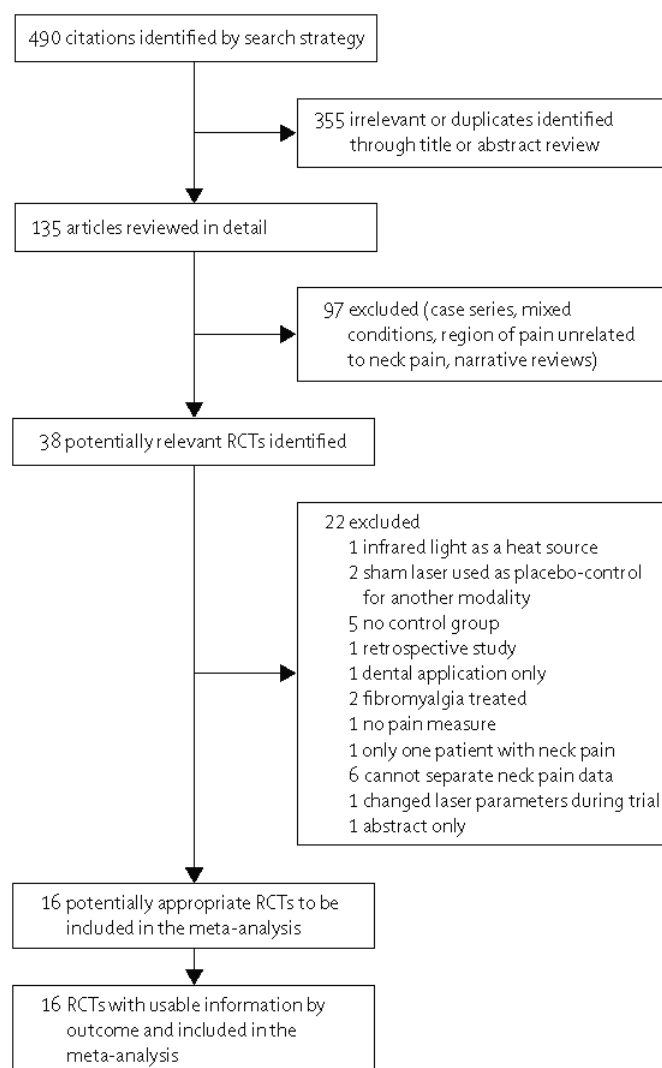 490 citations identified by search strategy
355 irrelevant or duplicates identified
through title or abstract review
135 articles reviewed in detail
97 excluded (case series, mixed
conditions, region of pain unrelated
to neck pain, narrative reviews)
38 potentially relevant RCTs identified
22 excluded
1 infrared light as a heat source
2 sham laser used as placebo-control
for another modality
5 no control group
1 retrospective study
1 dental application only
2 fibromyalgia treated
1 no pain measure
1 only one patient with neck pain
6 cannot separate neck pain data
1 changed laser parameters during trial
1 abstract only
16 potentially appropriate RCTs to be
included in the meta-analysis
16 RCTs with usable information by
outcome and included in the
meta-analysis